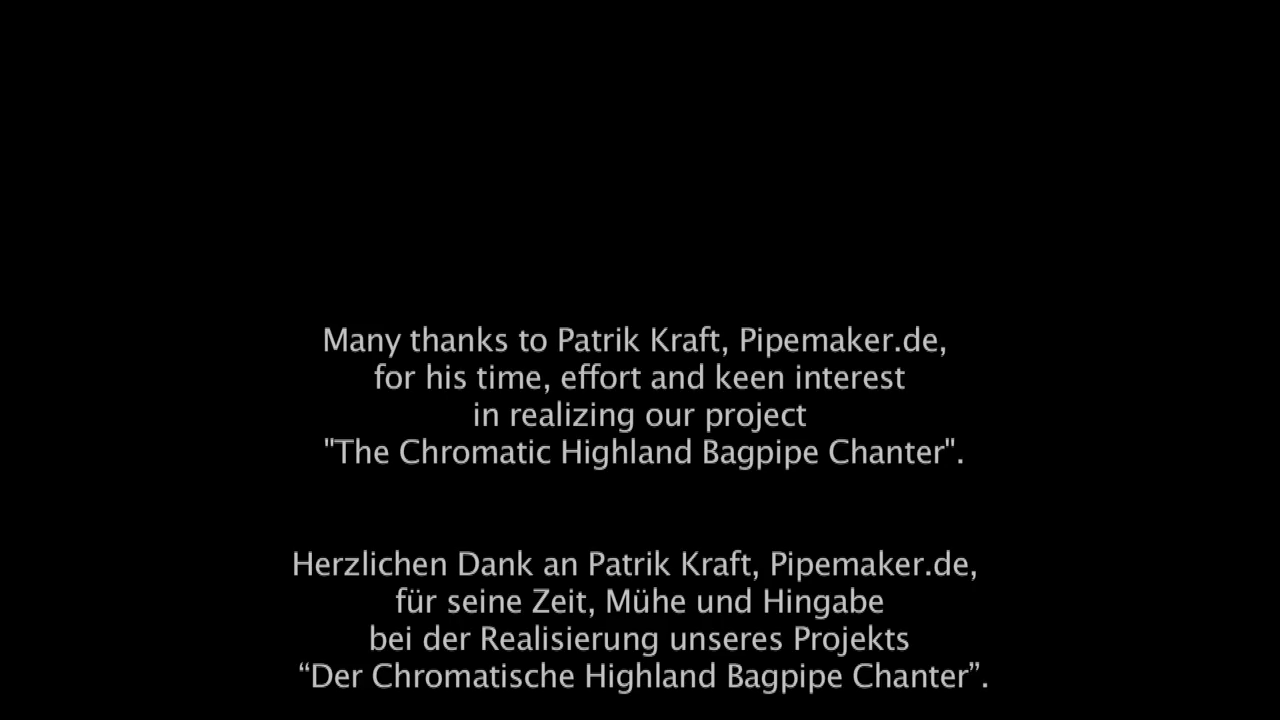 Many thanks to Patrik Kraft, Pipemaker.de,
for his time, effort and keen interest
in realizing our project
"The Chromatic Highland Bagpipe Chanter".
Herzlichen Dank an Patrik Kraft, Pipemaker.de,
für seine Zeit, Mühe und Hingabe
bei der Realisierung unseres Projekts
“Der Chromatische Highland Bagpipe Chanter”.